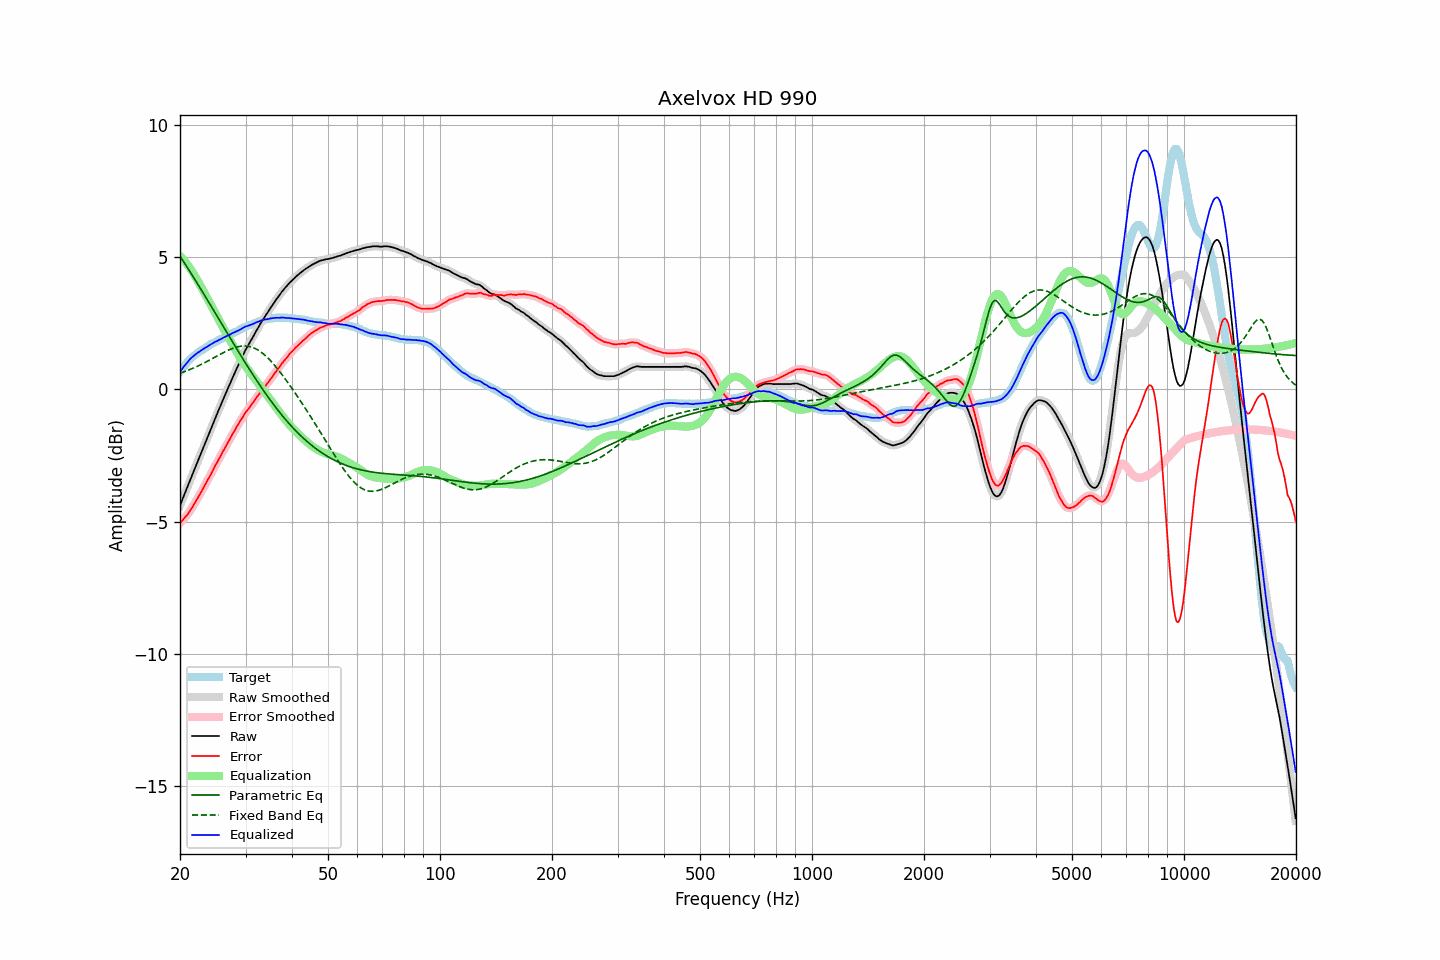 Axelvox HD 990
Amplitude (dBr)
10
5
0
−5
−10
−15
Target
Raw Smoothed
Error Smoothed
Raw
Error
Equalization
Parametric Eq
Fixed Band Eq
Equalized
20
50
100
200
500
1000
2000
5000
10000
20000
Frequency (Hz)